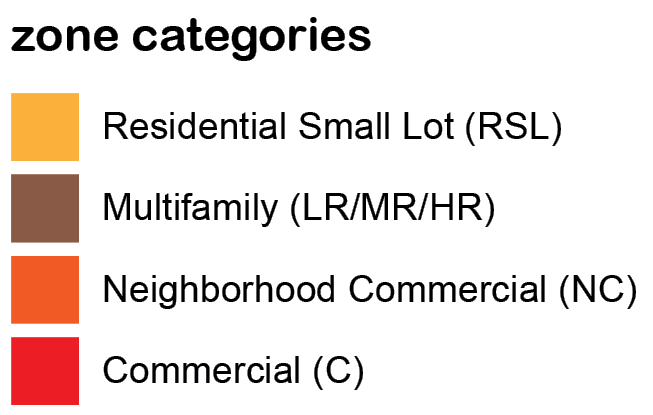 zone categories
Residential Small Lot (RSL)
Multifamily (LR/MR/HR)
Neighborhood Commercial (NC)
Commercial (C)